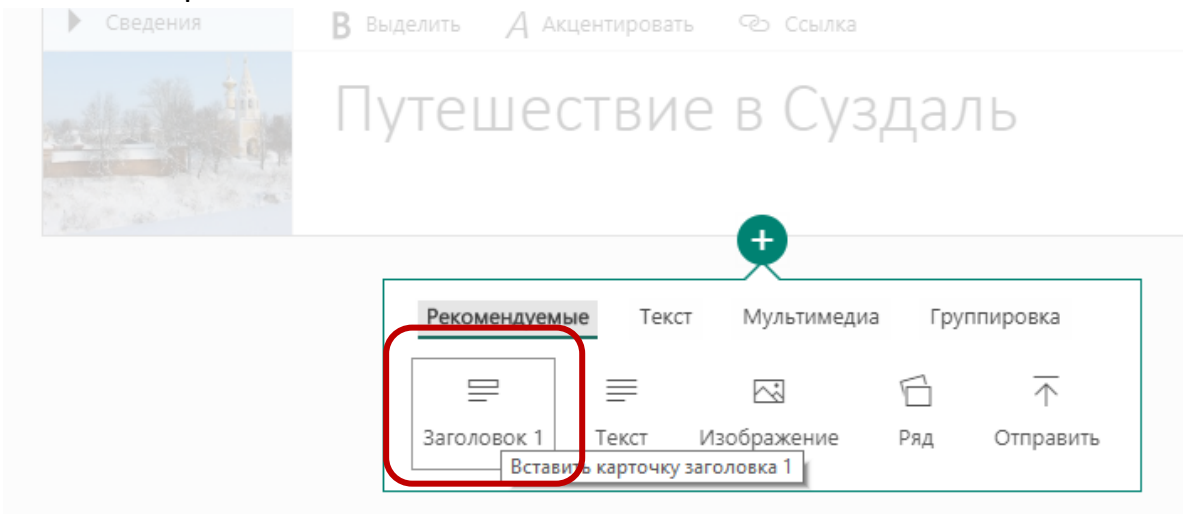 Сведения
B Выделить A Акцентировать Ссылка
Путешествие в Суздаль
Рекомендуемые Текст Мультимедиа Группировка
Заголовок 1 Текст Изображение Ряд Отправить
Вставить карточку заголовка 1